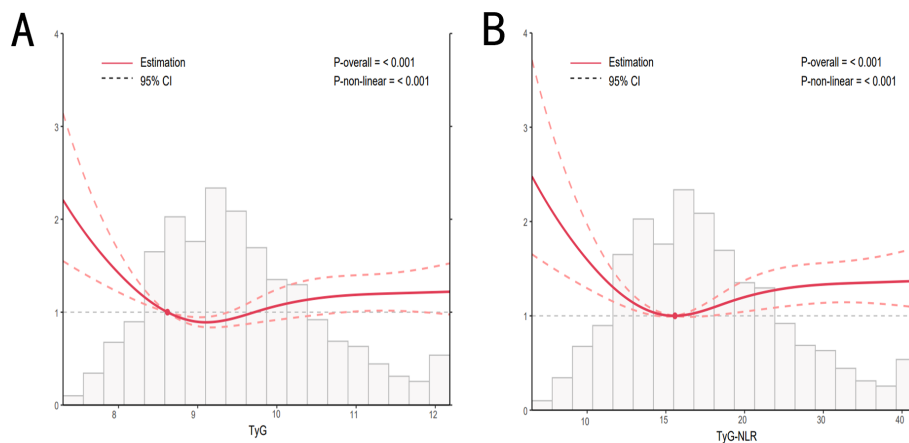 A
B
Estimation
95% CI
P-overall = < 0.001
P-non-linear = < 0.001
4
3
2
1
0
8
9
10
11
12
TyG
Estimation
95% CI
P-overall = < 0.001
P-non-linear = < 0.001
4
3
2
1
0
10
15
20
30
40
TyG-NLR